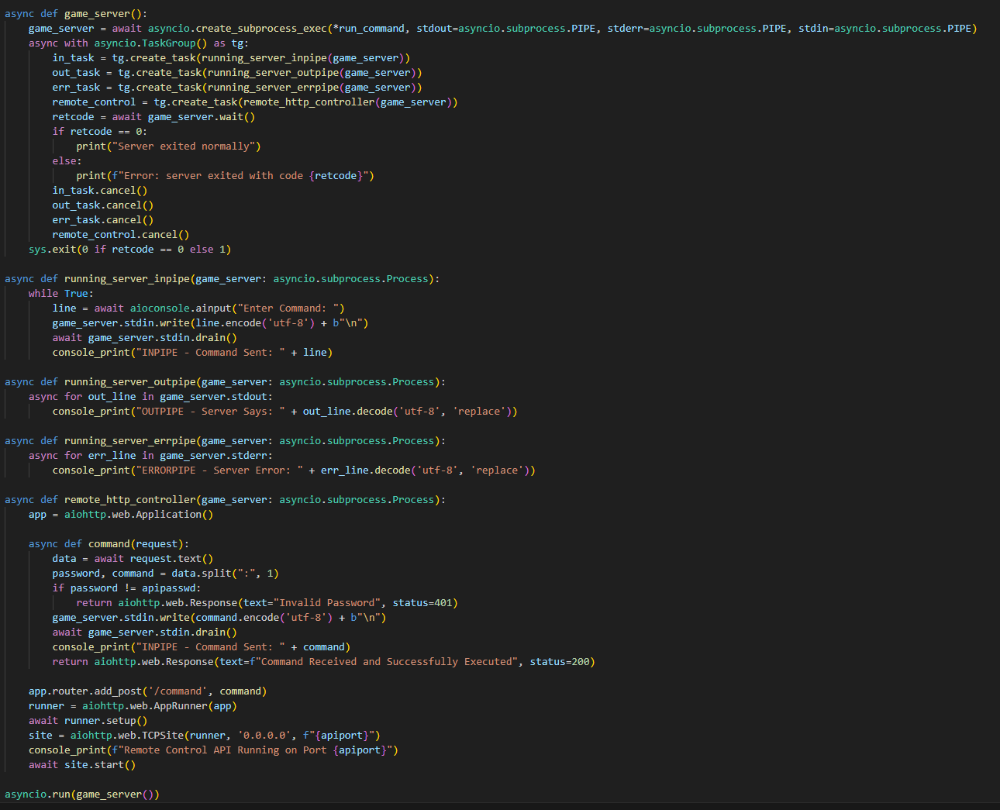 async def game_server():
    game_server = await asyncio.create_subprocess_exec(*run_command, stdout=asyncio.subprocess.PIPE, stderr=asyncio.subprocess.PIPE, stdin=asyncio.subprocess.PIPE)
    async with asyncio.TaskGroup() as tg:
        in_task = tg.create_task(running_server_inpipe(game_server))
        out_task = tg.create_task(running_server_outpipe(game_server))
        err_task = tg.create_task(running_server_errpipe(game_server))
        remote_control = tg.create_task(remote_http_controller(game_server))
        retcode = await game_server.wait()
        if retcode == 0:
            print("Server exited normally")
        else:
            print(f"Error: server exited with code {retcode}")
        in_task.cancel()
        out_task.cancel()
        err_task.cancel()
        remote_control.cancel()
    sys.exit(0 if retcode == 0 else 1)

async def running_server_inpipe(game_server: asyncio.subprocess.Process):
    while True:
        line = await aioconsole.ainput("Enter Command: ")
        game_server.stdin.write(line.encode('utf-8') + b"\n")
        await game_server.stdin.drain()
        console_print("INPIPE - Command Sent: " + line)

async def running_server_outpipe(game_server: asyncio.subprocess.Process):
    async for out_line in game_server.stdout:
        console_print("OUTPIPE - Server Says: " + out_line.decode('utf-8', 'replace'))

async def running_server_errpipe(game_server: asyncio.subprocess.Process):
    async for err_line in game_server.stderr:
        console_print("ERRORPIPE - Server Error: " + err_line.decode('utf-8', 'replace'))

async def remote_http_controller(game_server: asyncio.subprocess.Process):
    app = aiohttp.web.Application()

    async def command(request):
        data = await request.text()
        password, command = data.split(":", 1)
        if password != apipasswd:
            return aiohttp.web.Response(text="Invalid Password", status=401)
        game_server.stdin.write(command.encode('utf-8') + b"\n")
        await game_server.stdin.drain()
        console_print("INPIPE - Command Sent: " + command)
        return aiohttp.web.Response(text=f"Command Received and Successfully Executed", status=200)

    app.router.add_post('/command', command)
    runner = aiohttp.web.AppRunner(app)
    await runner.setup()
    site = aiohttp.web.TCPSite(runner, '0.0.0.0', f"{apiport}")
    console_print(f"Remote Control API Running on Port {apiport}")
    await site.start()

asyncio.run(game_server())